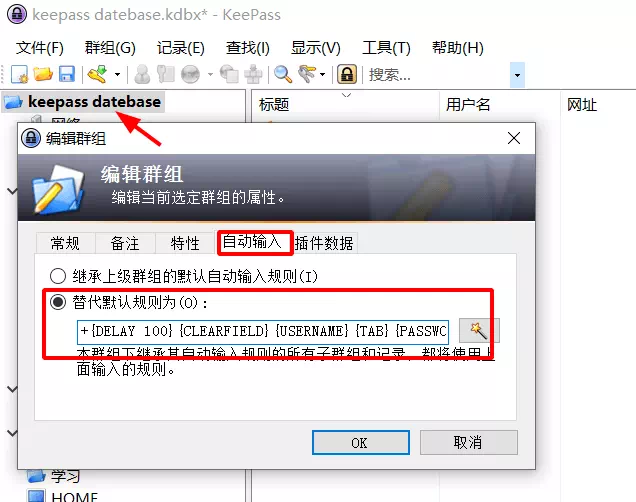 keepass datebase.kdbx* - KeePass
文件(F) 群组(G) 记录(E) 查找(I) 显示(V) 工具(T) 帮助(H)
搜索...
keepass datebase
标题 用户名 网址
编辑群组
编辑群组
编辑当前选定群组的属性。
常规 备注 特性 自动输入 插件数据
继承上级群组的默认自动输入规则(I)
替代默认规则为(O):
+{DELAY 100}{CLEARFIELD}{USERNAME}{TAB}{PASSWO
本群组下继承其自动输入规则的所有子群组和记录，都将使用上
面输入的规则。
OK 取消
学习
HOME